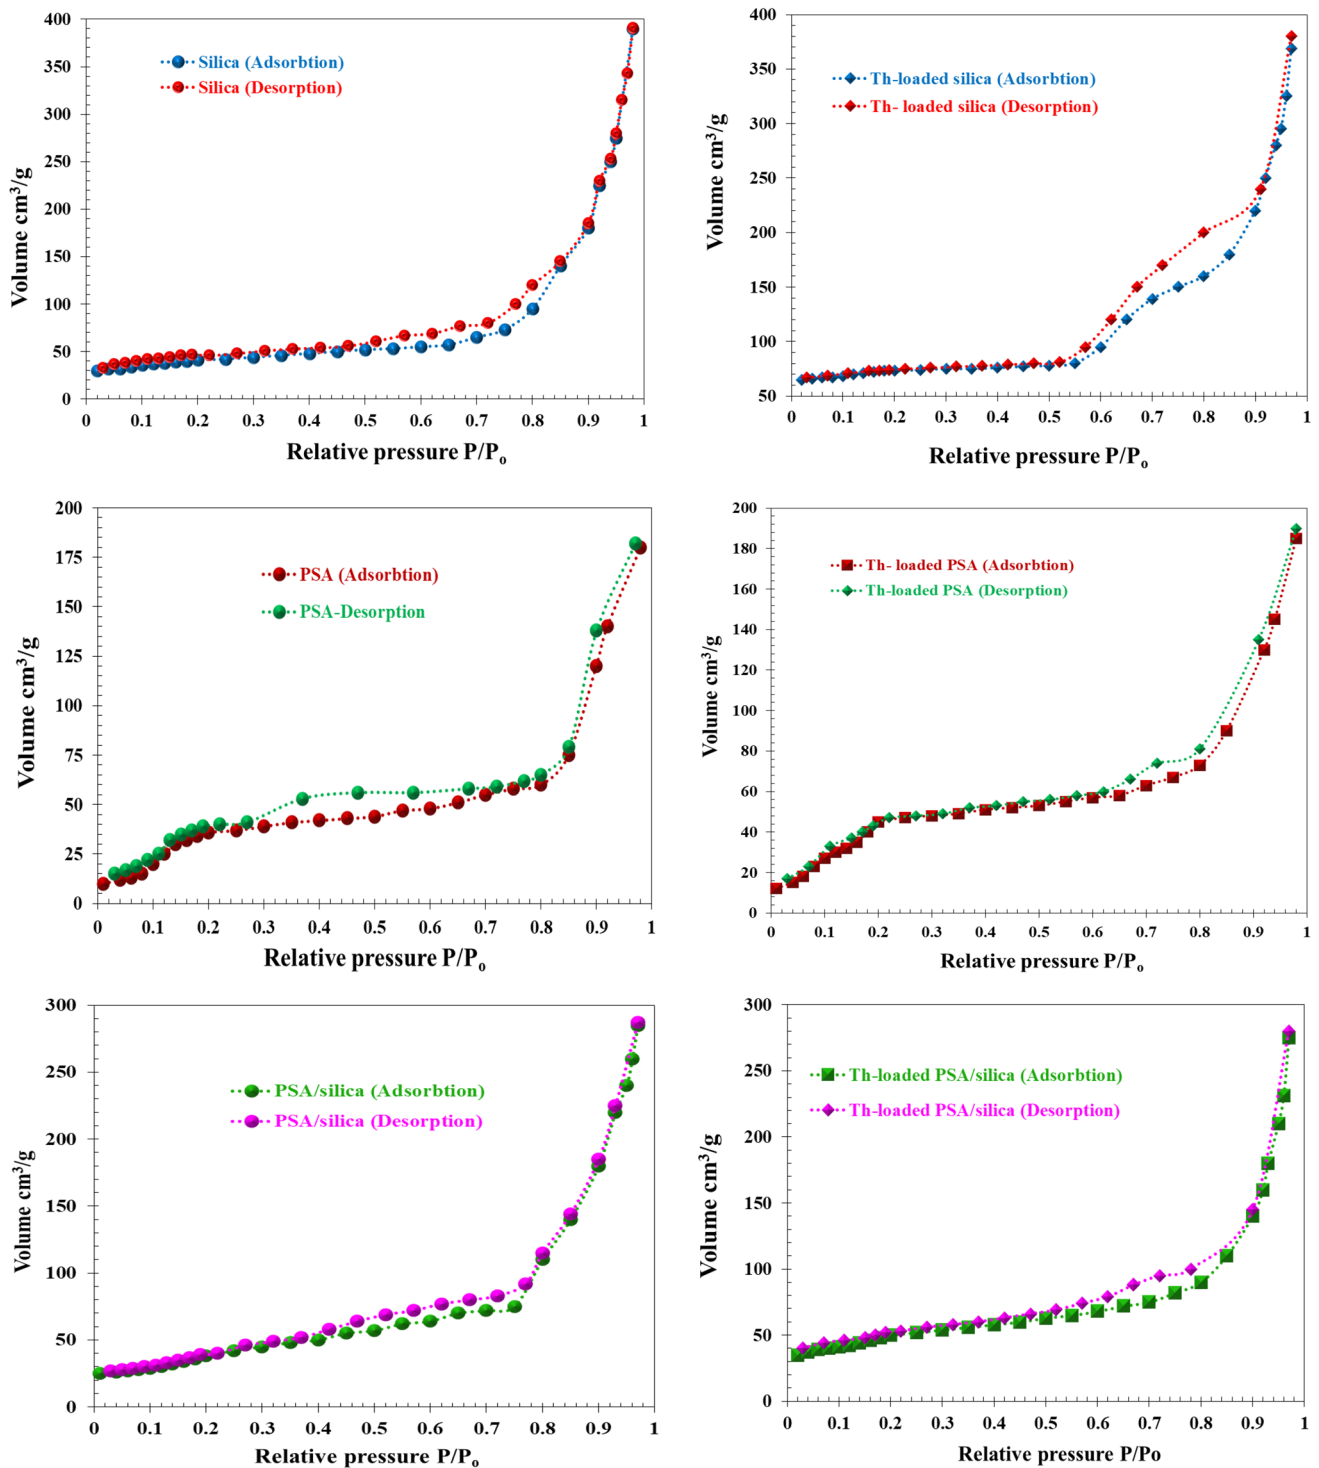 Silica (Adsorbtion)
Silica (Desorption)
Volume cm³/g
400
350
300
250
200
150
100
50
0
0 0.1 0.2 0.3 0.4 0.5 0.6 0.7 0.8 0.9 1
Relative pressure P/Pₒ
Th-loaded silica (Adsorbtion)
Th- loaded silica (Desorption)
Volume cm³/g
400
350
300
250
200
150
100
50
0 0.1 0.2 0.3 0.4 0.5 0.6 0.7 0.8 0.9 1
Relative pressure P/Pₒ
PSA (Adsorbtion)
PSA-Desorption
Volume cm³/g
200
175
150
125
100
75
50
25
0
0 0.1 0.2 0.3 0.4 0.5 0.6 0.7 0.8 0.9 1
Relative pressure P/Pₒ
Th- loaded PSA (Adsorbtion)
Th-loaded PSA (Desorption)
Volume cm³/g
200
180
160
140
120
100
80
60
40
20
0
0 0.1 0.2 0.3 0.4 0.5 0.6 0.7 0.8 0.9 1
Relative pressure P/Pₒ
PSA/silica (Adsorbtion)
PSA/silica (Desorption)
Volume cm³/g
300
250
200
150
100
50
0
0 0.1 0.2 0.3 0.4 0.5 0.6 0.7 0.8 0.9 1
Relative pressure P/Pₒ
Th-loaded PSA/silica (Adsorbtion)
Th-loaded PSA/silica (Desorption)
Volume cm³/g
300
250
200
150
100
50
0
0 0.1 0.2 0.3 0.4 0.5 0.6 0.7 0.8 0.9 1
Relative pressure P/Po